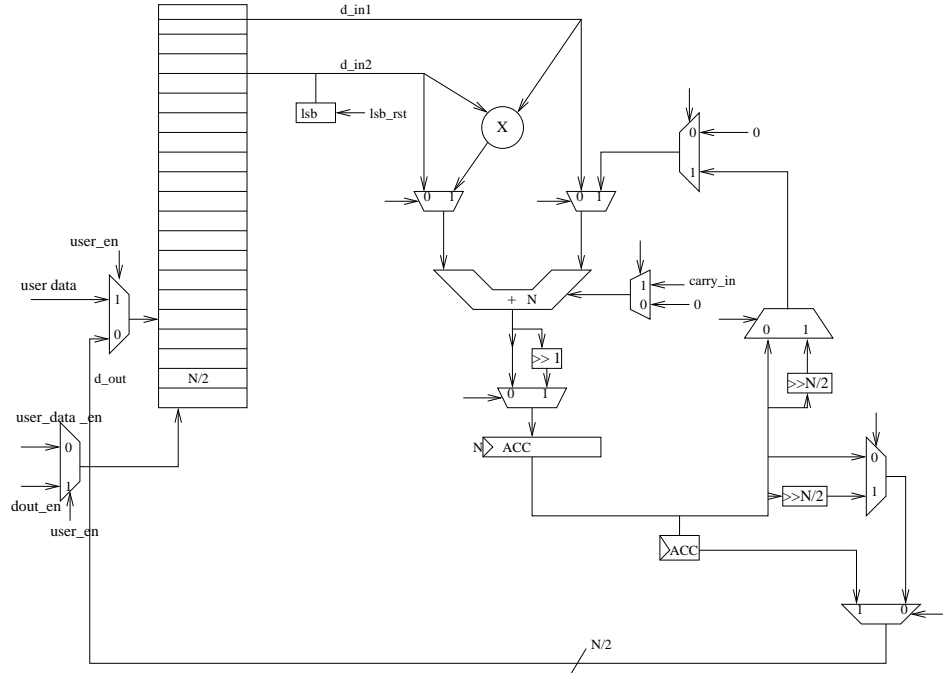 d_in1
d_in2
lsb
lsb_rst
X
0
0
1
0 1
0 1
user_en
user data
1
0
+ N
1
0
carry_in
0
0 1
>> 1
d_out
N/2
>>N/2
0 1
user_data _en
0
1
dout_en
user_en
N
ACC
0
1
>>N/2
ACC
1 0
N/2